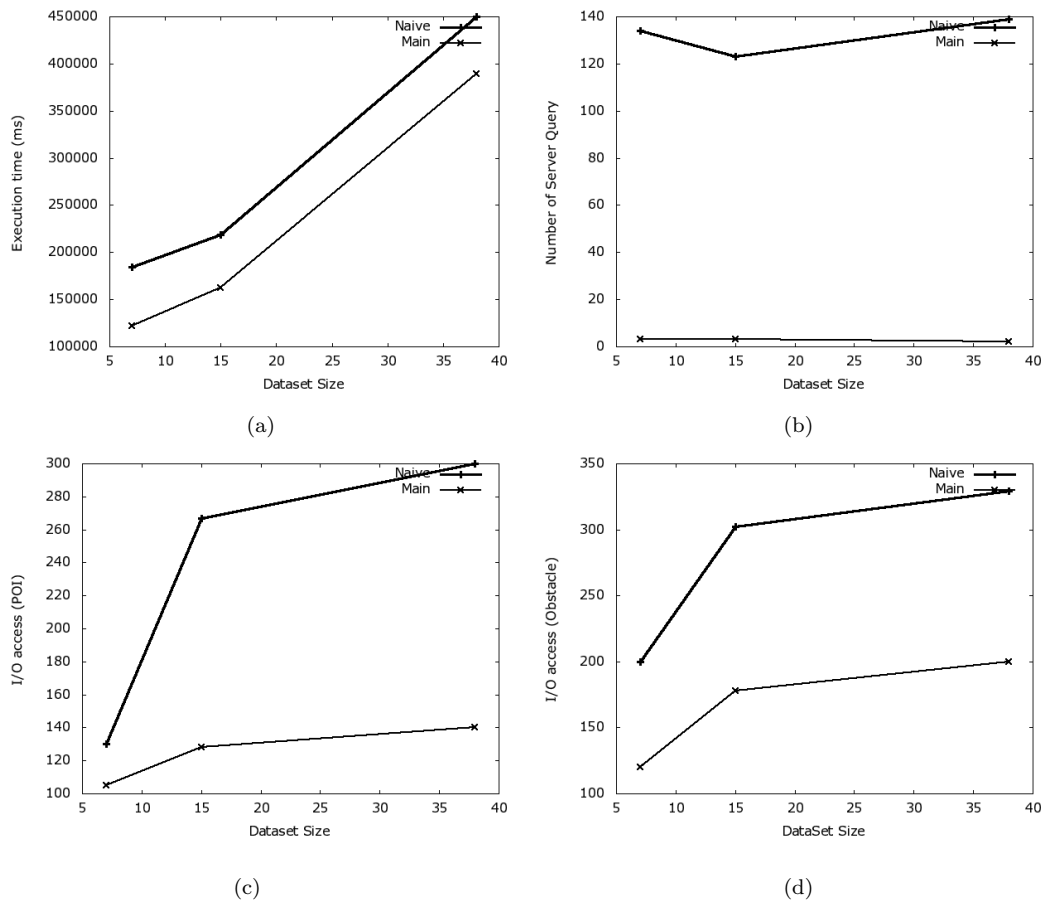 450000
400000
350000
300000
250000
200000
150000
100000
5 10 15 20 25 30 35 40
Execution time (ms)
Dataset Size
Naive
Main
(a)
140
120
100
80
60
40
20
0
5 10 15 20 25 30 35 40
Number of Server Query
Dataset Size
Naive
Main
(b)
300
280
260
240
220
200
180
160
140
120
100
5 10 15 20 25 30 35 40
I/O access (POI)
Dataset Size
Naive
Main
(c)
350
300
250
200
150
100
5 10 15 20 25 30 35 40
I/O access (Obstacle)
DataSet Size
Naive
Main
(d)